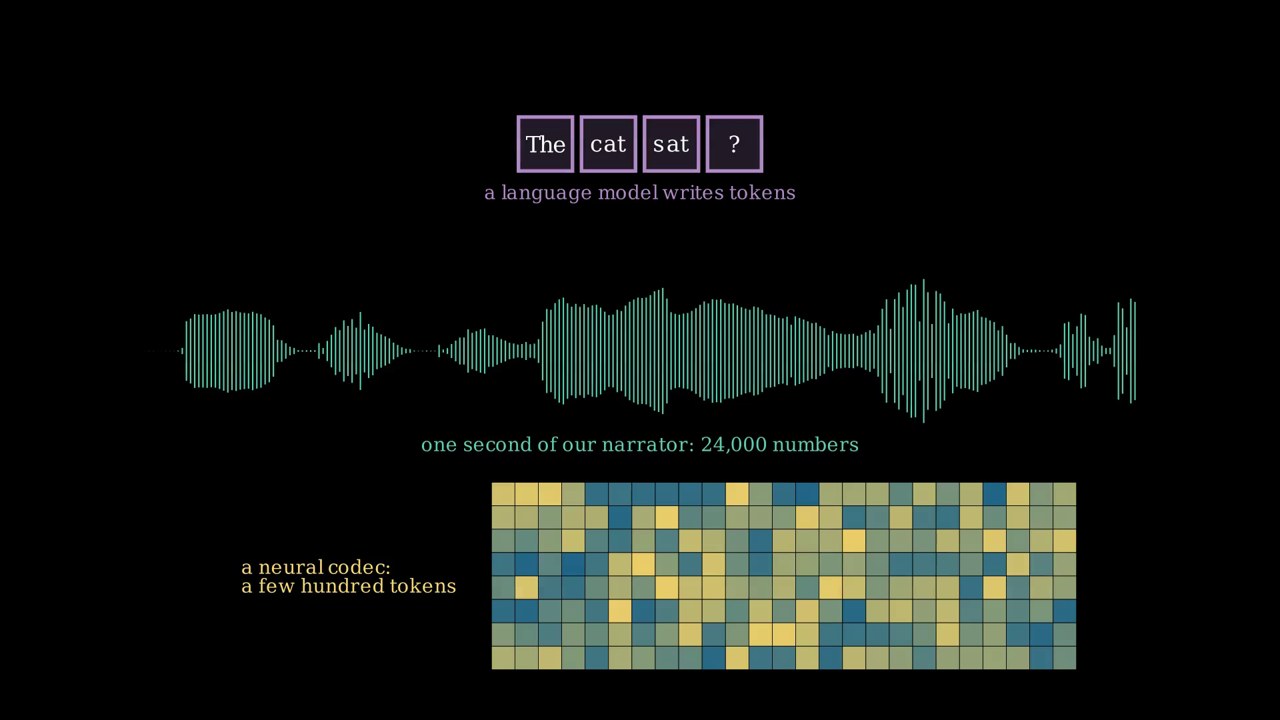 The cat sat ?
a language model writes tokens
one second of our narrator: 24,000 numbers
a neural codec:
a few hundred tokens